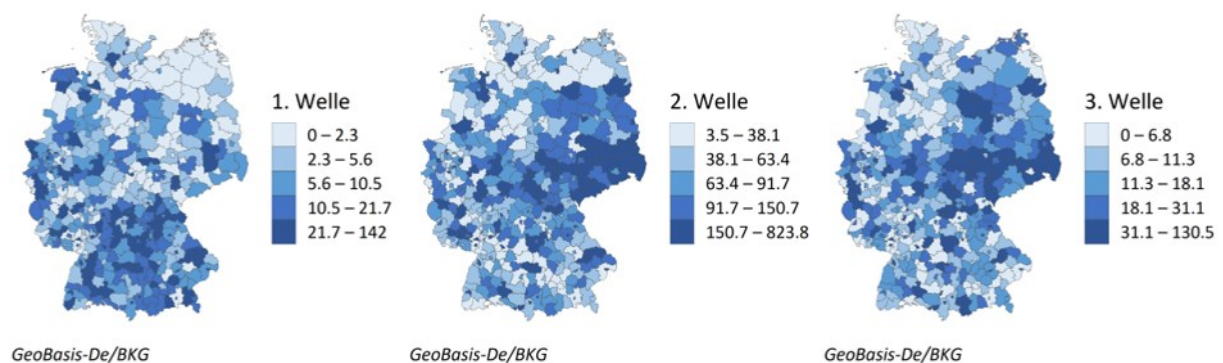 1. Welle
0 – 2.3
2.3 – 5.6
5.6 – 10.5
10.5 – 21.7
21.7 – 142
GeoBasis-De/BKG
2. Welle
3.5 – 38.1
38.1 – 63.4
63.4 – 91.7
91.7 – 150.7
150.7 – 823.8
GeoBasis-De/BKG
3. Welle
0 – 6.8
6.8 – 11.3
11.3 – 18.1
18.1 – 31.1
31.1 – 130.5
GeoBasis-De/BKG